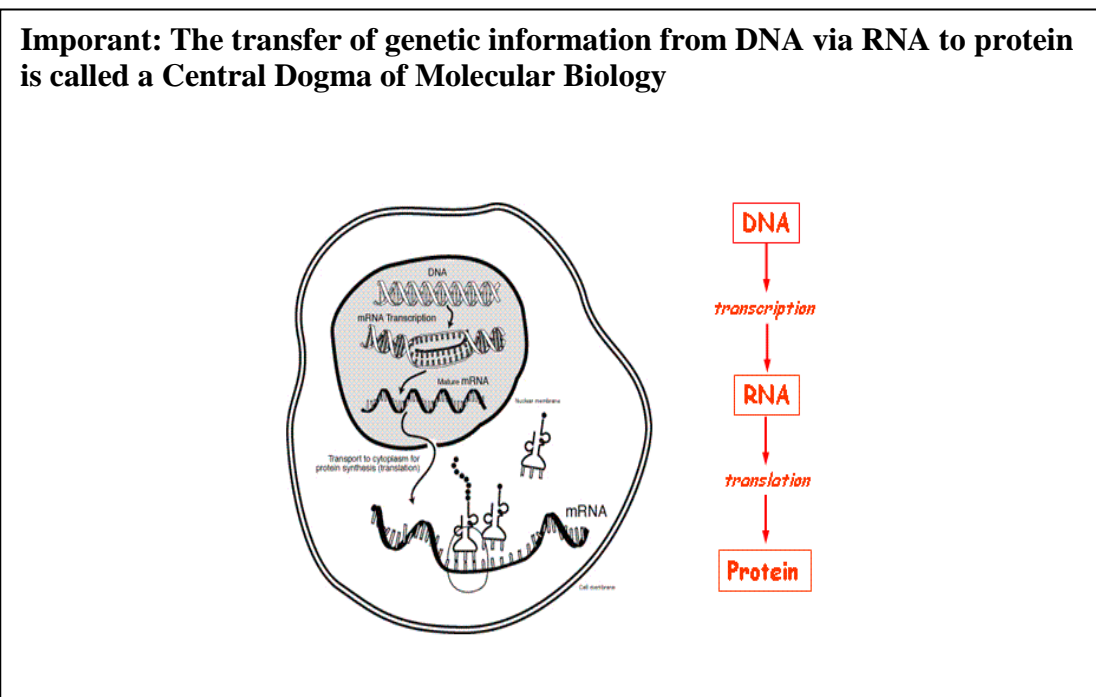 Imporant: The transfer of genetic information from DNA via RNA to protein
is called a Central Dogma of Molecular Biology
DNA
mRNA Transcription
Mature mRNA
Nuclear membrane
Transport to cytoplasm for
protein synthesis (translation)
mRNA
Cell membrane
DNA
transcription
RNA
translation
Protein